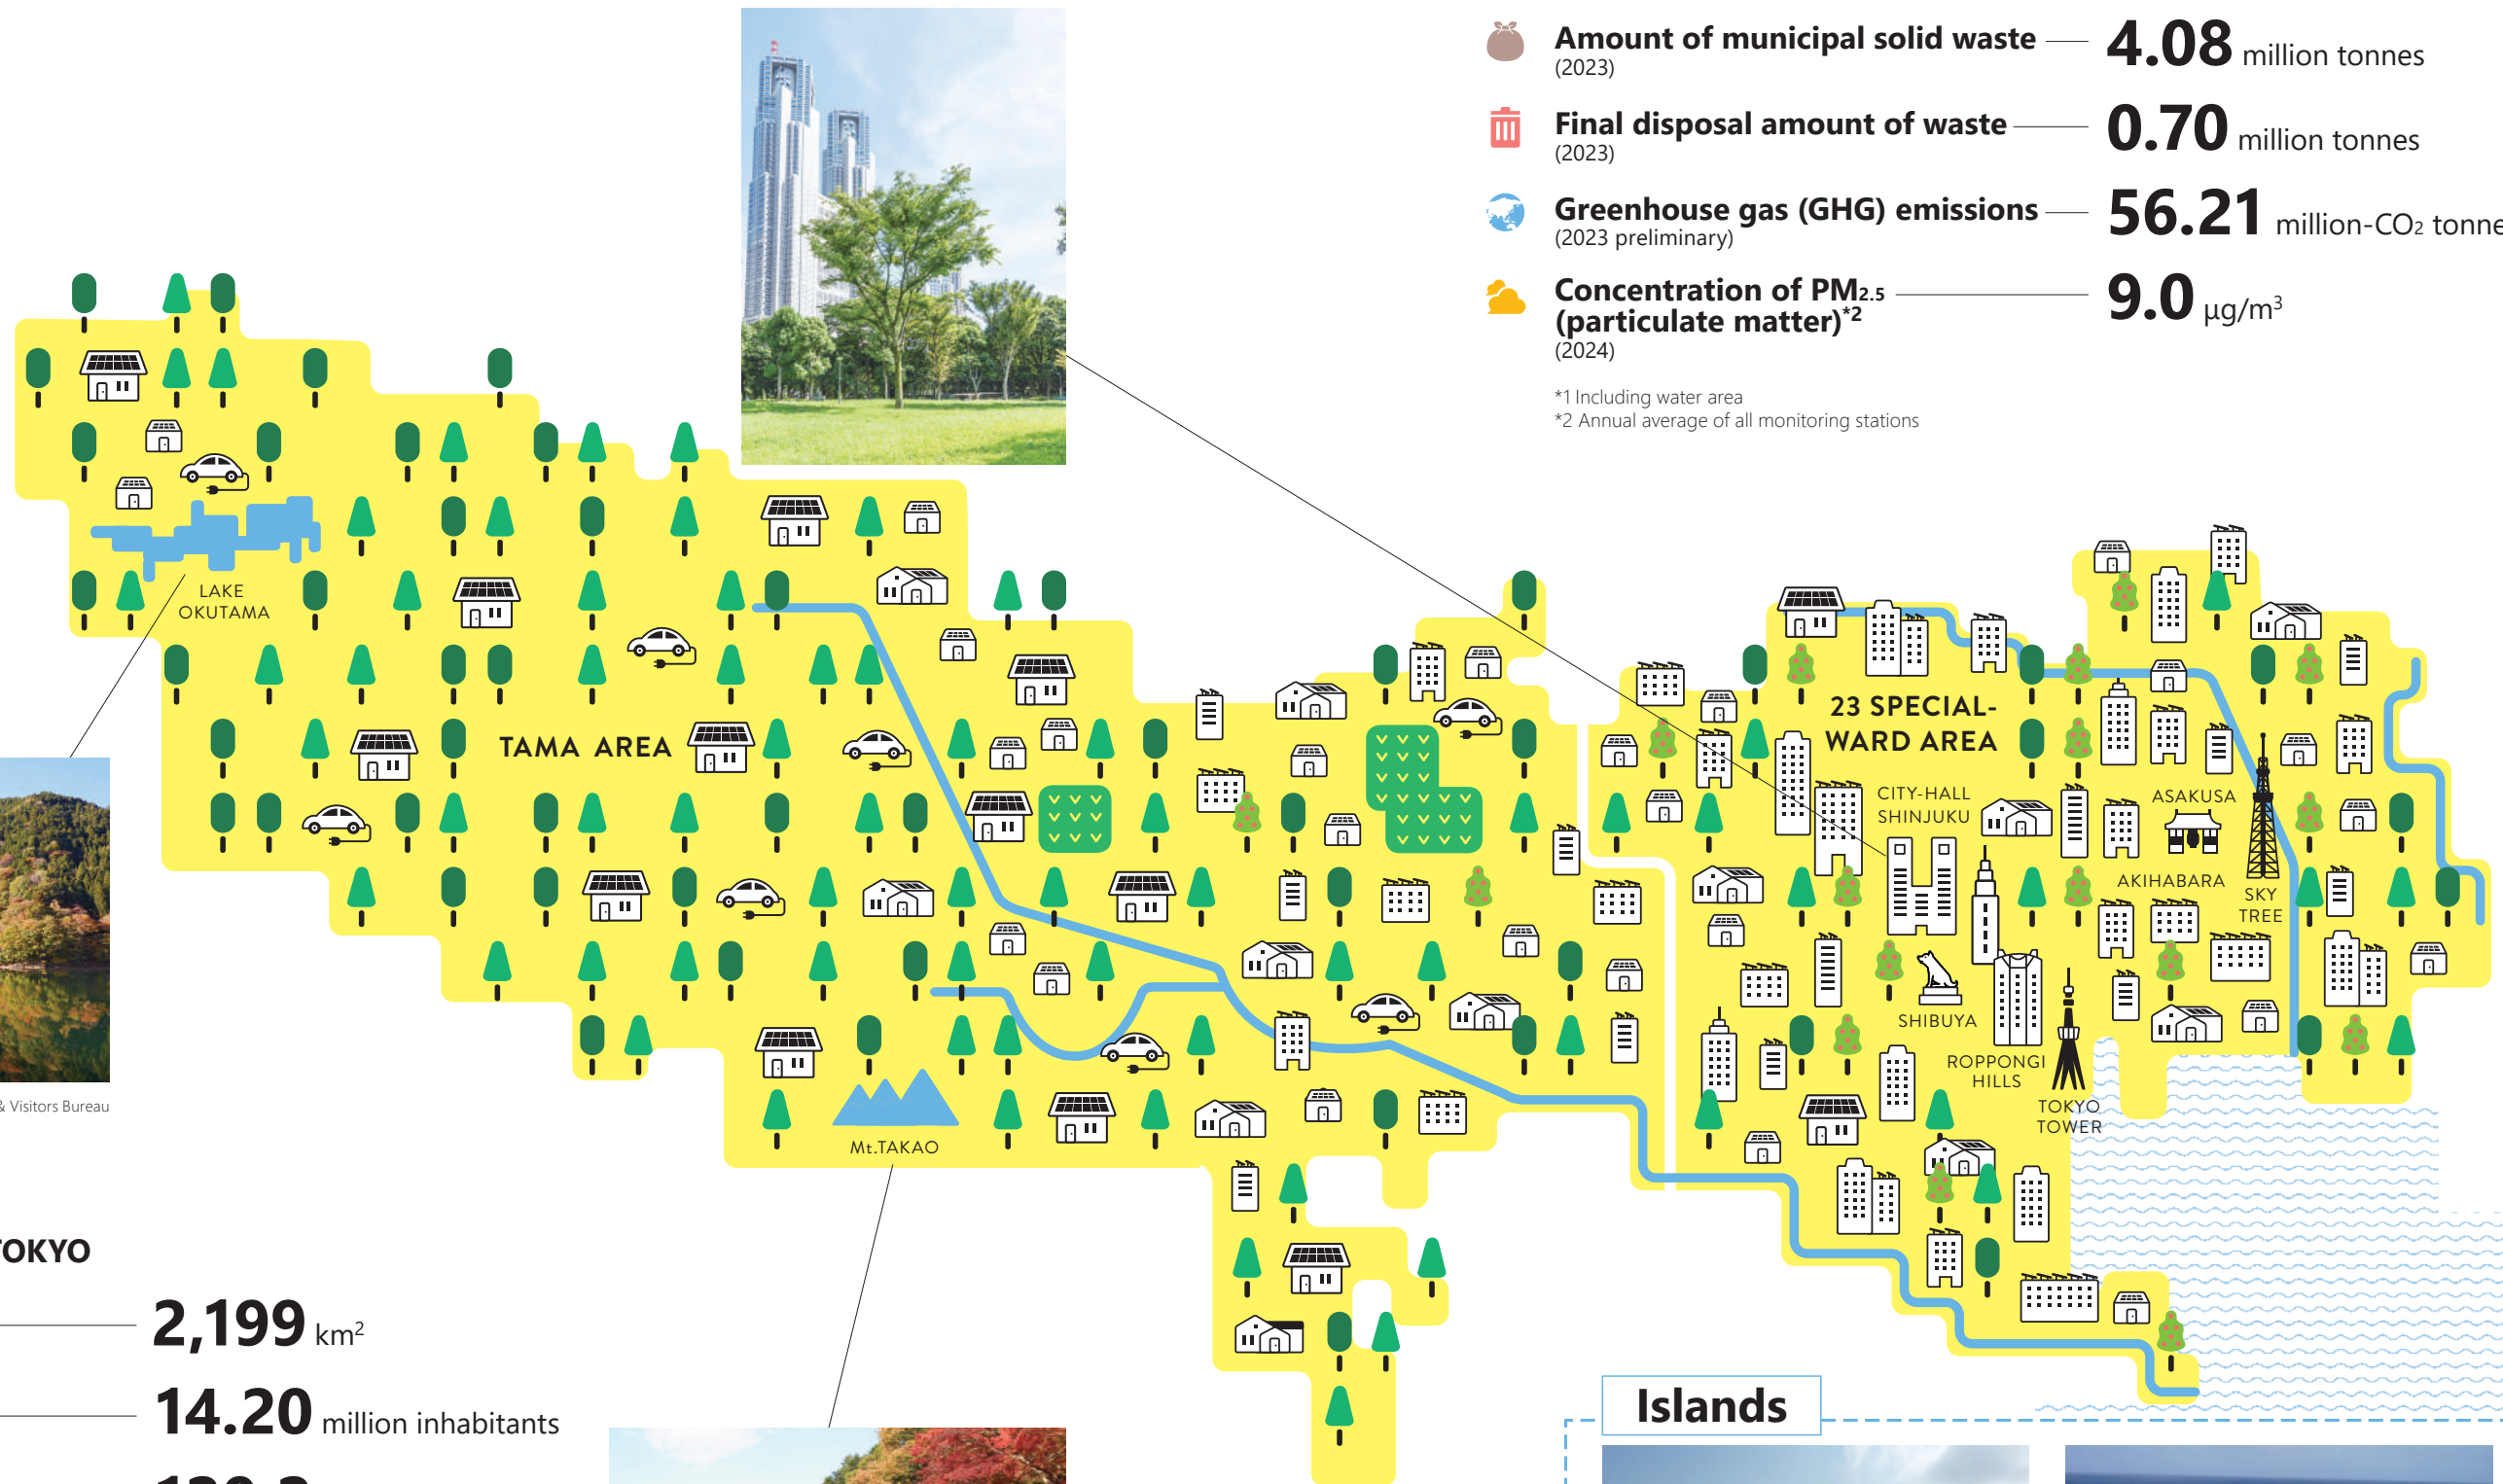 Amount of municipal solid waste 4.08 million tonnes
(2023)
Final disposal amount of waste 0.70 million tonnes
(2023)
Greenhouse gas (GHG) emissions 56.21 million-CO2 tonne
(2023 preliminary)
Concentration of PM2.5
(particulate matter)*2 9.0 μg/m3
(2024)
*1 Including water area
*2 Annual average of all monitoring stations
LAKE
OKUTAMA
TAMA AREA
23 SPECIAL-
WARD AREA
CITY-HALL
SHINJUKU
ASAKUSA
AKIHABARA
SKY
TREE
SHIBUYA
ROPPONGI
HILLS
TOKYO
TOWER
Mt.TAKAO
& Visitors Bureau
TOKYO
2,199 km2
14.20 million inhabitants
Islands